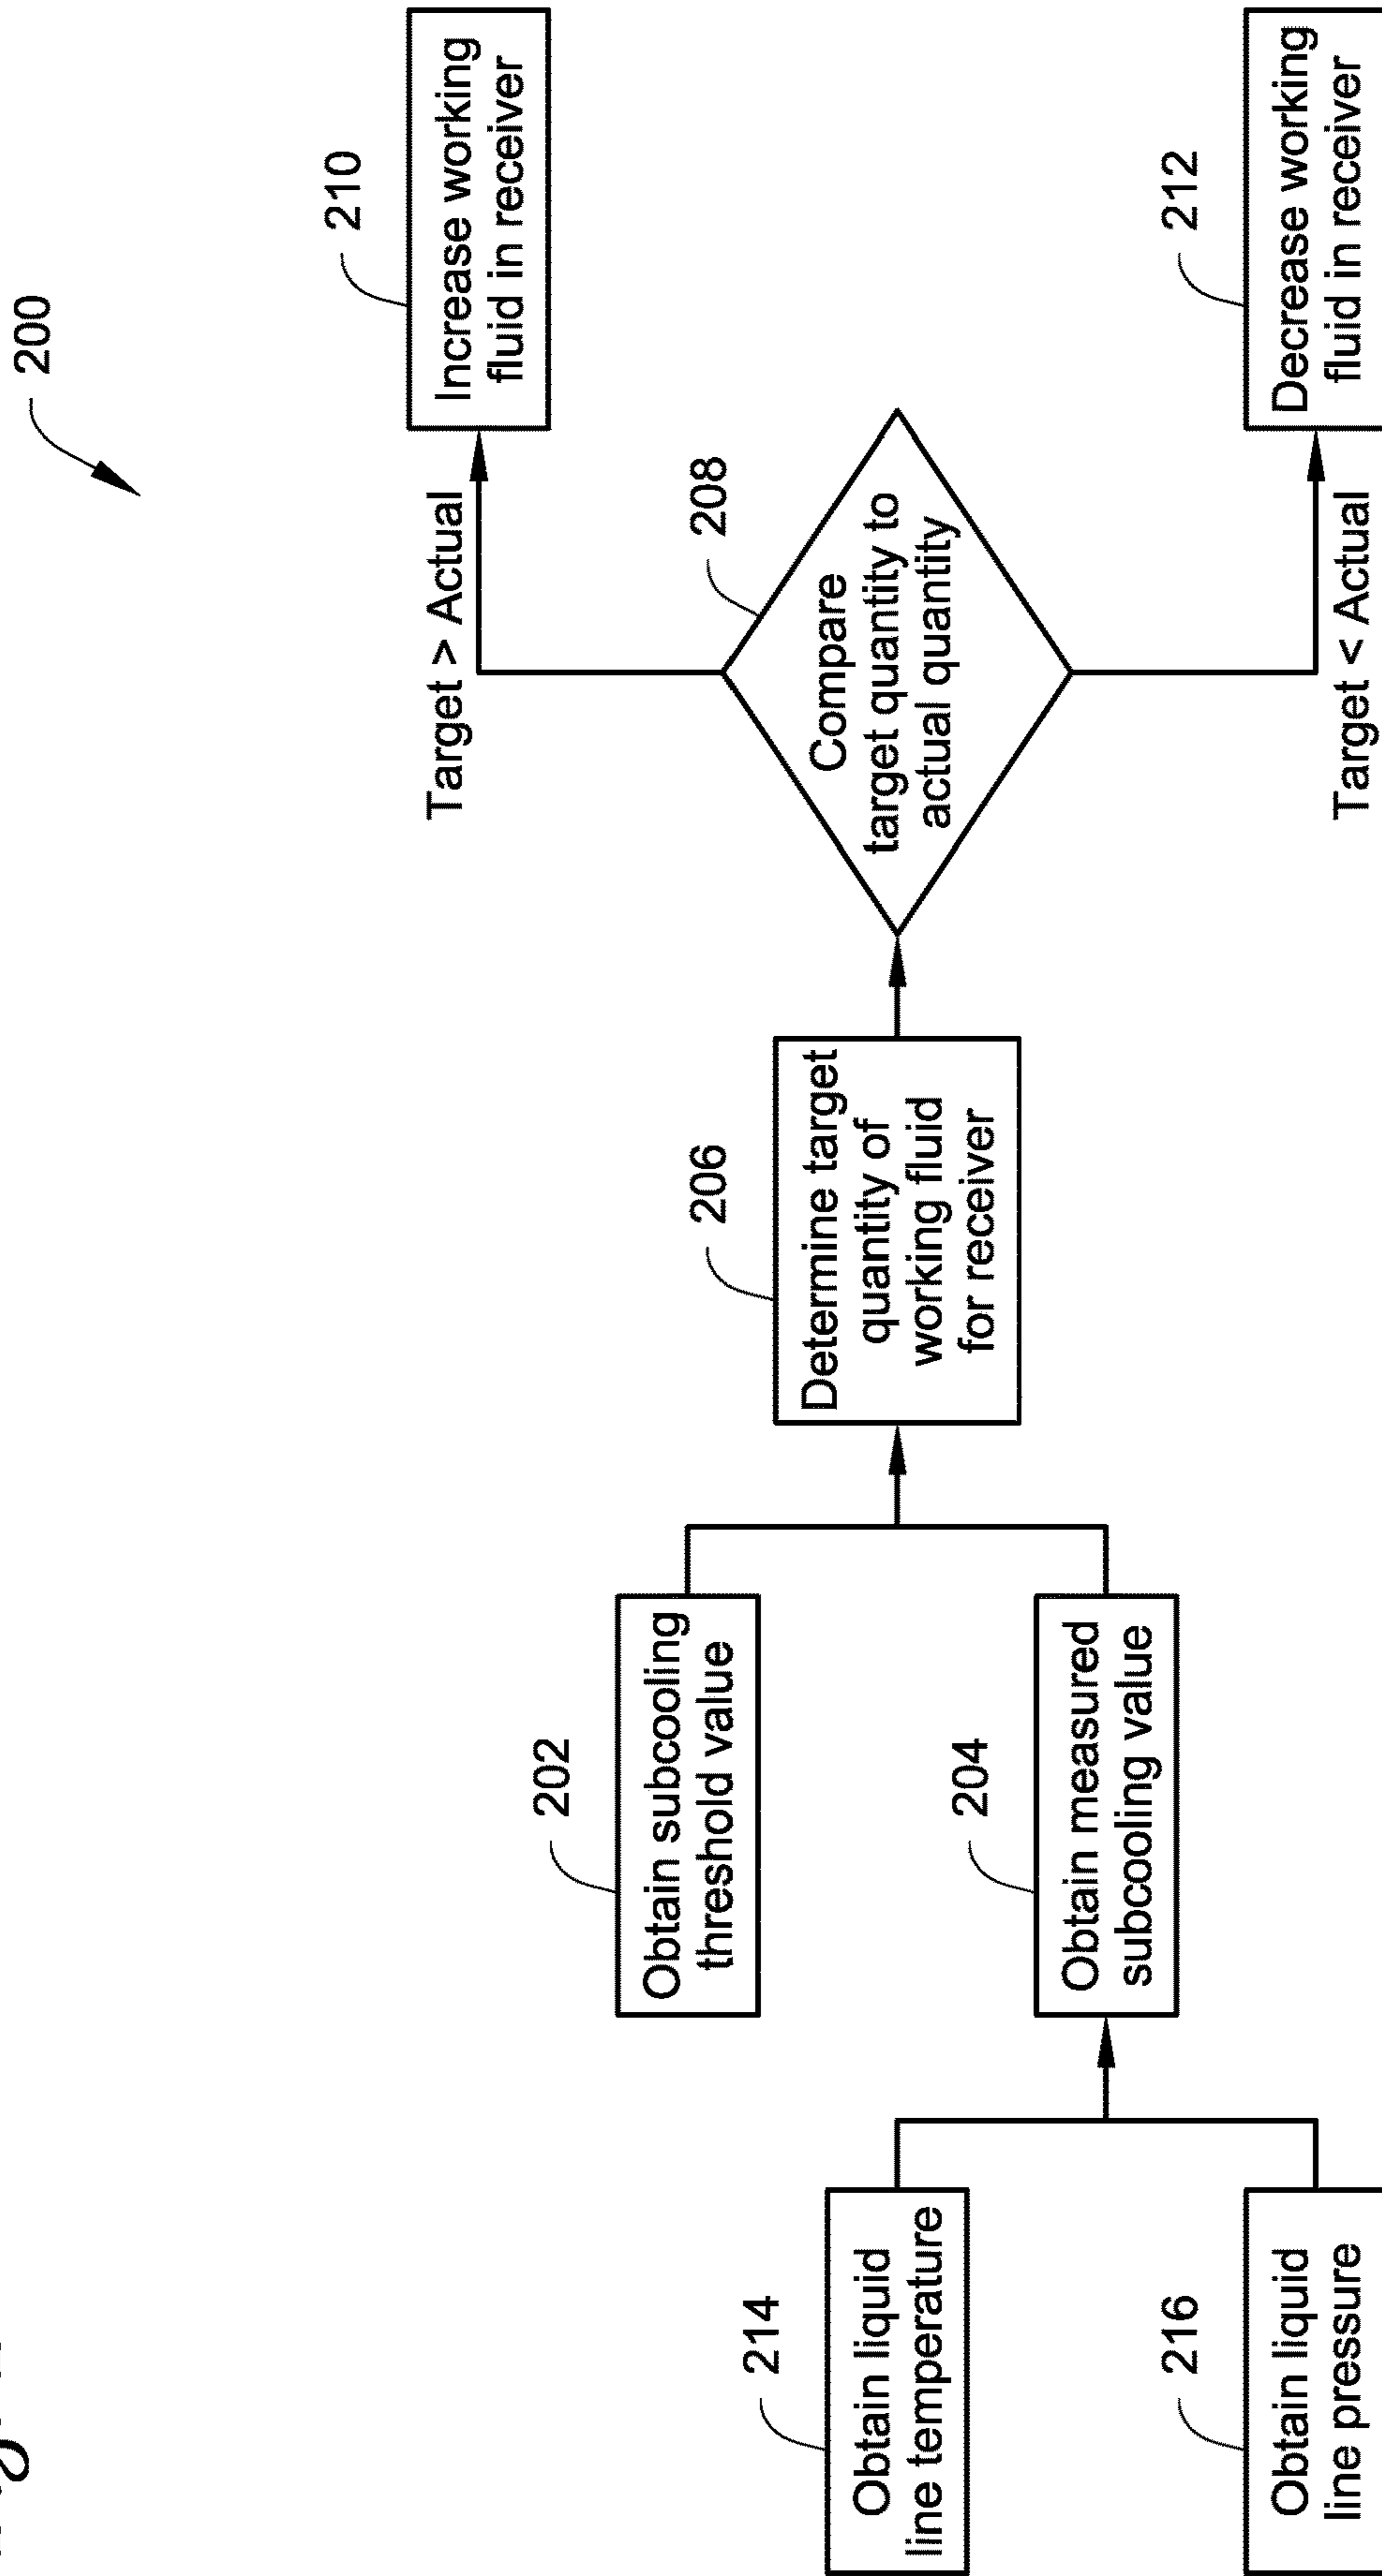 200
214
Obtain liquid
line temperature
216
Obtain liquid
line pressure
202
Obtain subcooling
threshold value
204
Obtain measured
subcooling value
206
Determine target
quantity of
working fluid
for receiver
208
Compare
target quantity to
actual quantity
Target > Actual
210
Increase working
fluid in receiver
Target < Actual
212
Decrease working
fluid in receiver